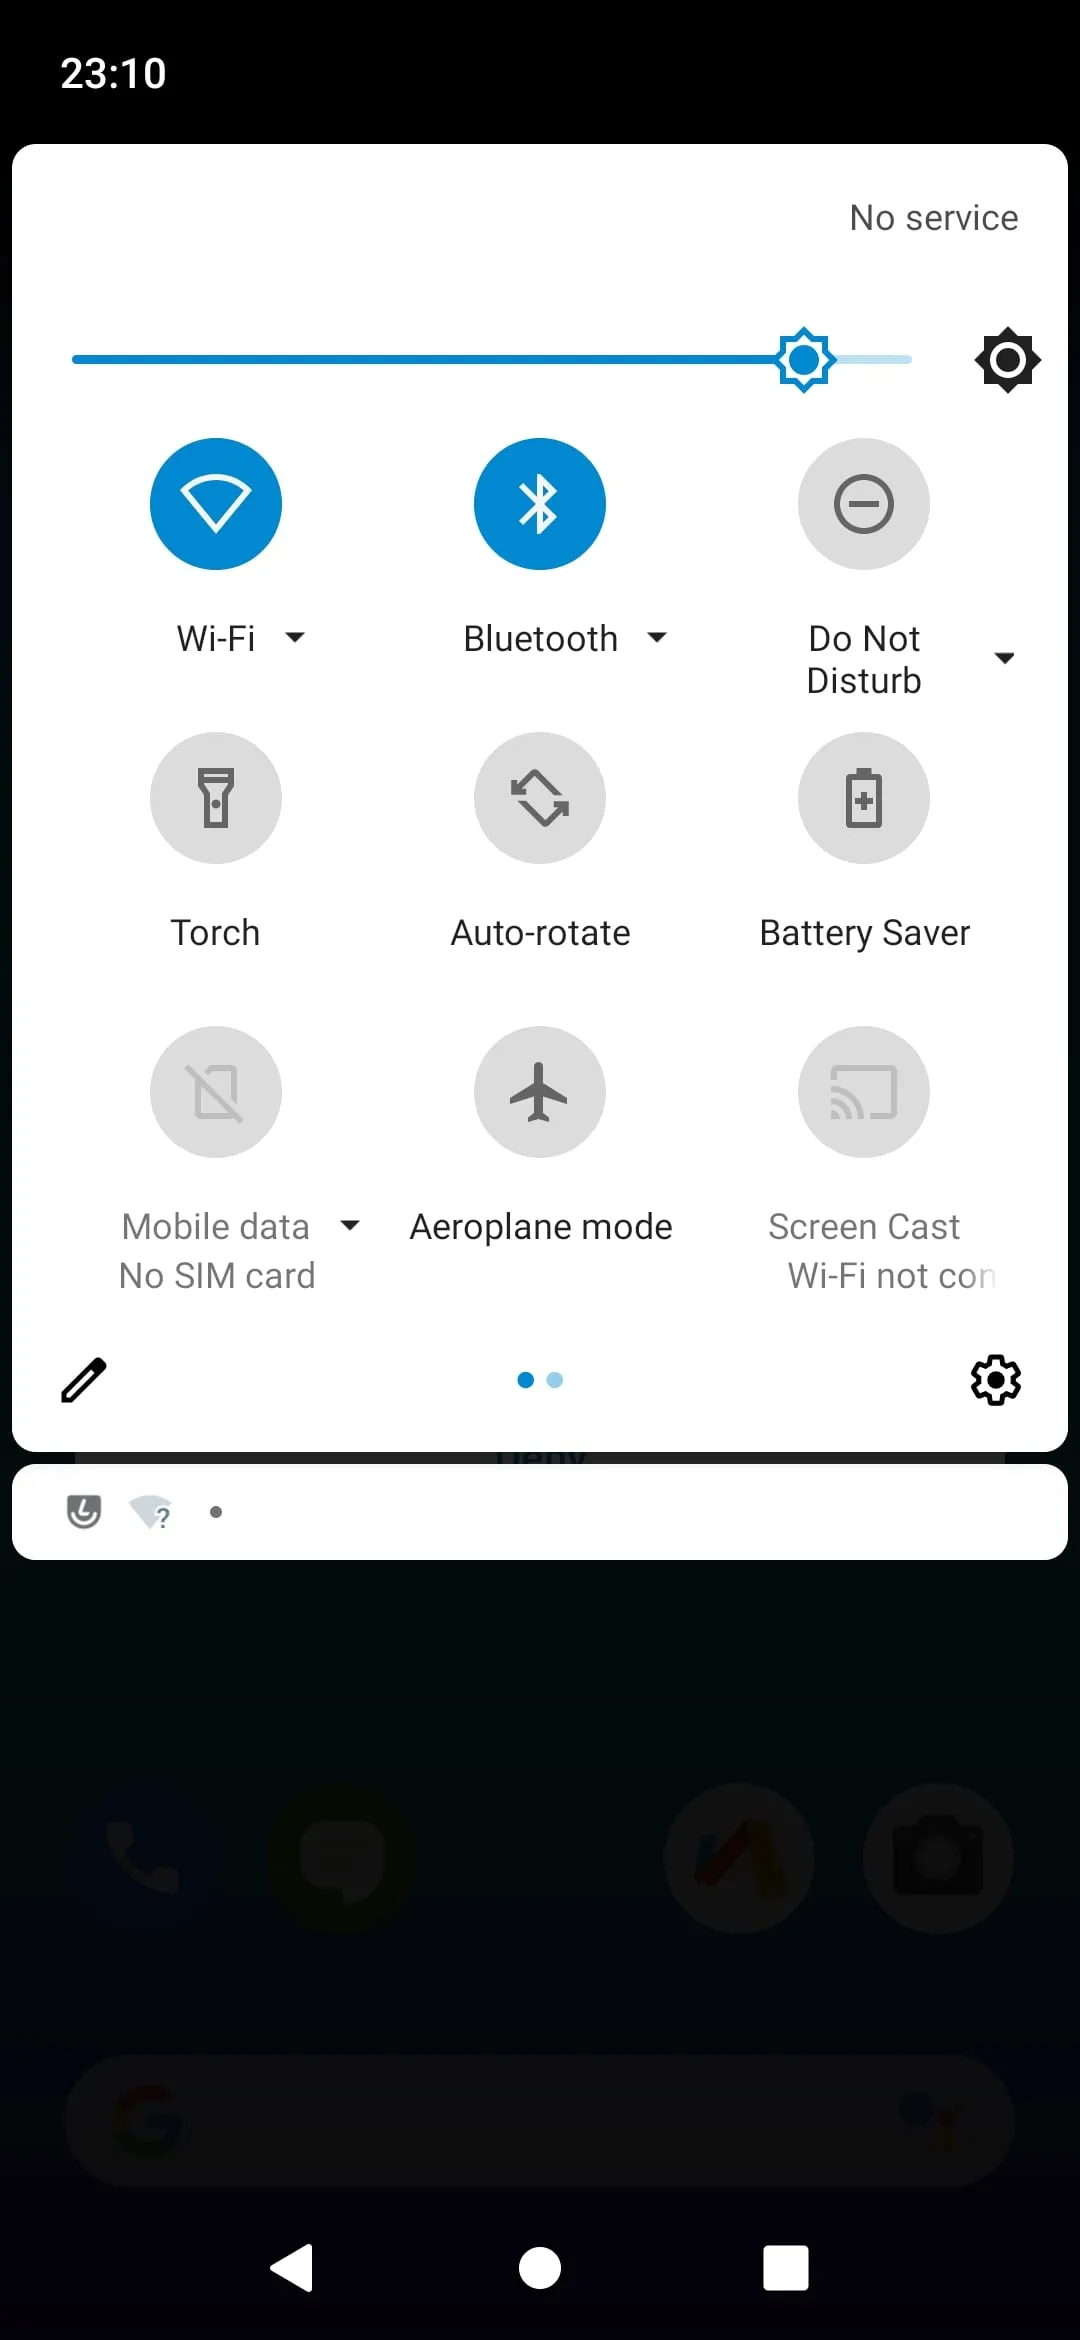 23:10
No service
Wi-Fi
Bluetooth
Do Not
Disturb
Torch
Auto-rotate
Battery Saver
Mobile data
No SIM card
Aeroplane mode
Screen Cast
Wi-Fi not con
Deny